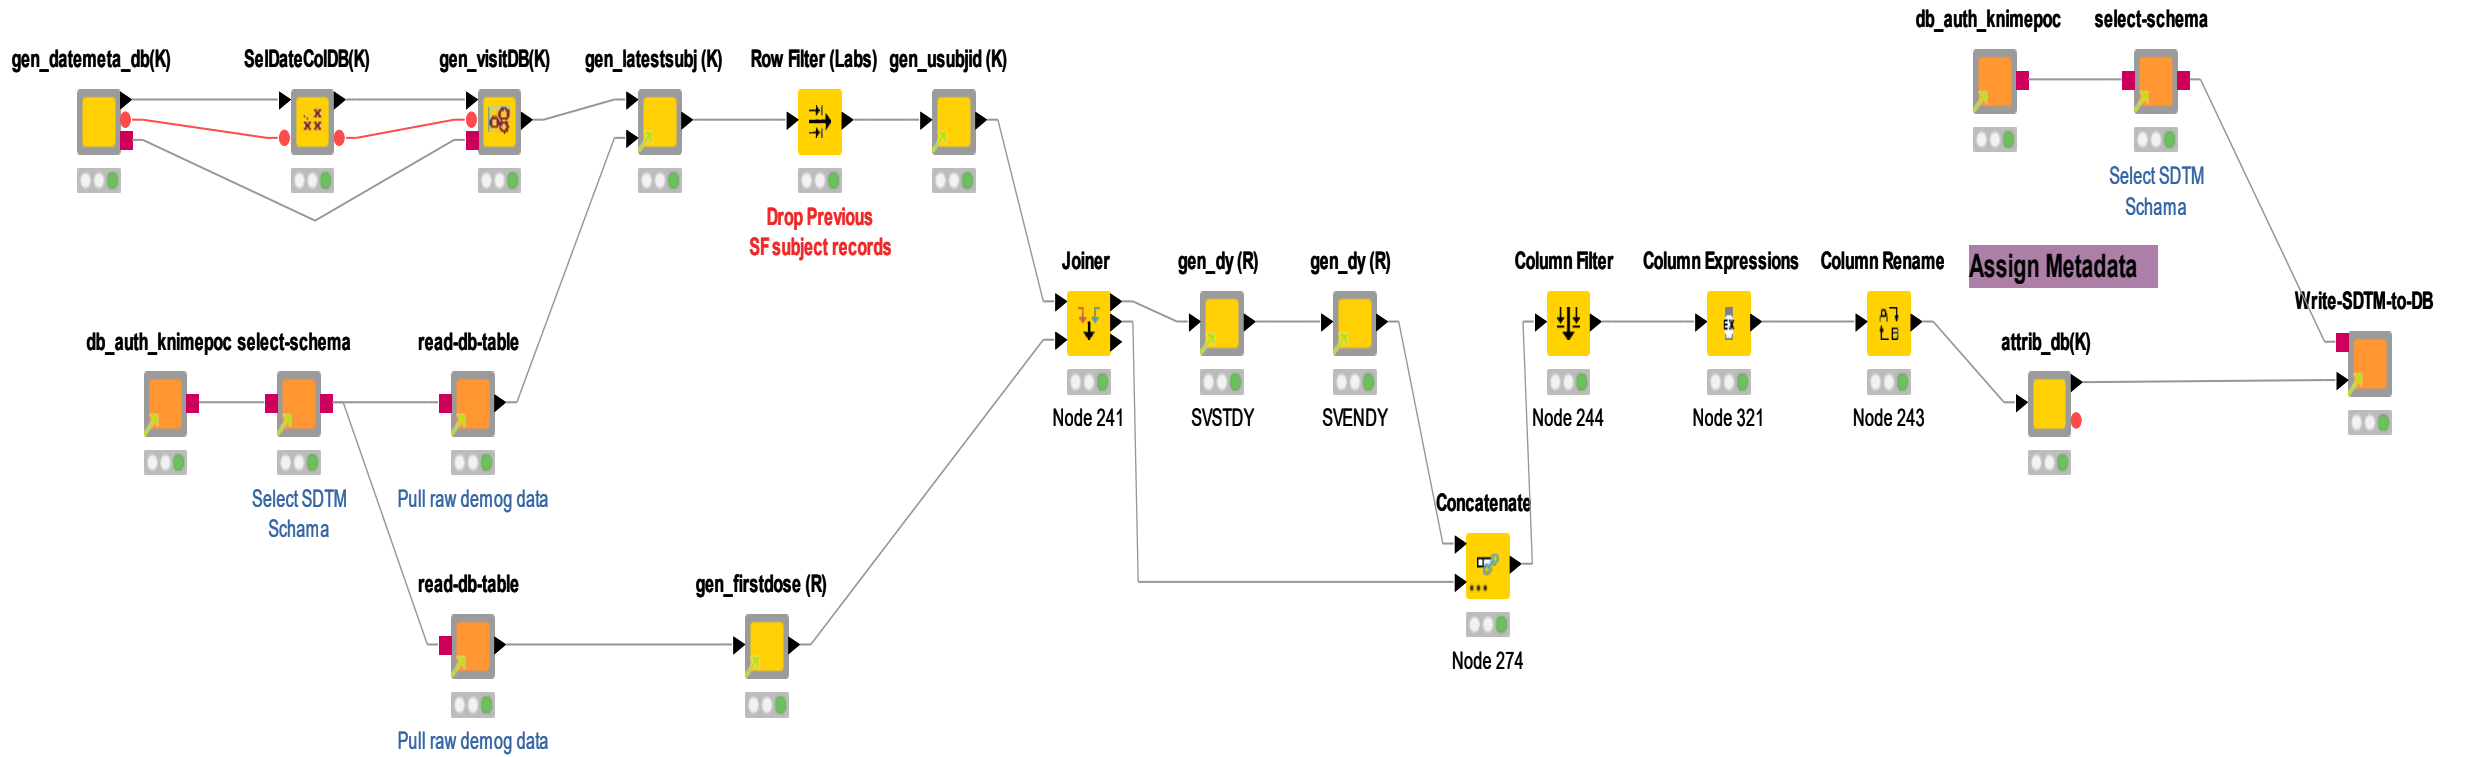 db_auth_knimepoc
select-schema
gen_datemeta_db(K)
SelDateColDB(K)
gen_visitDB(K)
gen_latestsubj (K)
Row Filter (Labs)
gen_usubjid (K)
Select SDTM
Schama
Drop Previous
SF subject records
Joiner
gen_dy (R)
gen_dy (R)
Column Filter
Column Expressions
Column Rename
Assign Metadata
Write-SDTM-to-DB
db_auth_knimepoc
select-schema
read-db-table
attrib_db(K)
Node 241
SVSTDY
SVENDY
Node 244
Node 321
Node 243
Select SDTM
Schama
Pull raw demog data
Concatenate
read-db-table
gen_firstdose (R)
Node 274
Pull raw demog data